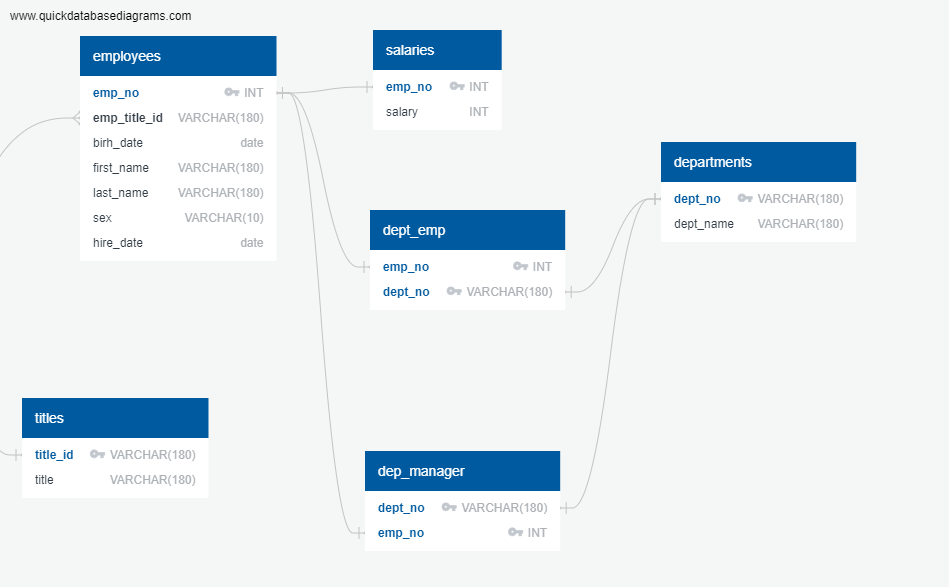 www.quickdatabasediagrams.com
employees
emp_no INT
emp_title_id VARCHAR(180)
birh_date date
first_name VARCHAR(180)
last_name VARCHAR(180)
sex VARCHAR(10)
hire_date date
salaries
emp_no INT
salary INT
departments
dept_no VARCHAR(180)
dept_name VARCHAR(180)
dept_emp
emp_no INT
dept_no VARCHAR(180)
titles
title_id VARCHAR(180)
title VARCHAR(180)
dep_manager
dept_no VARCHAR(180)
emp_no INT